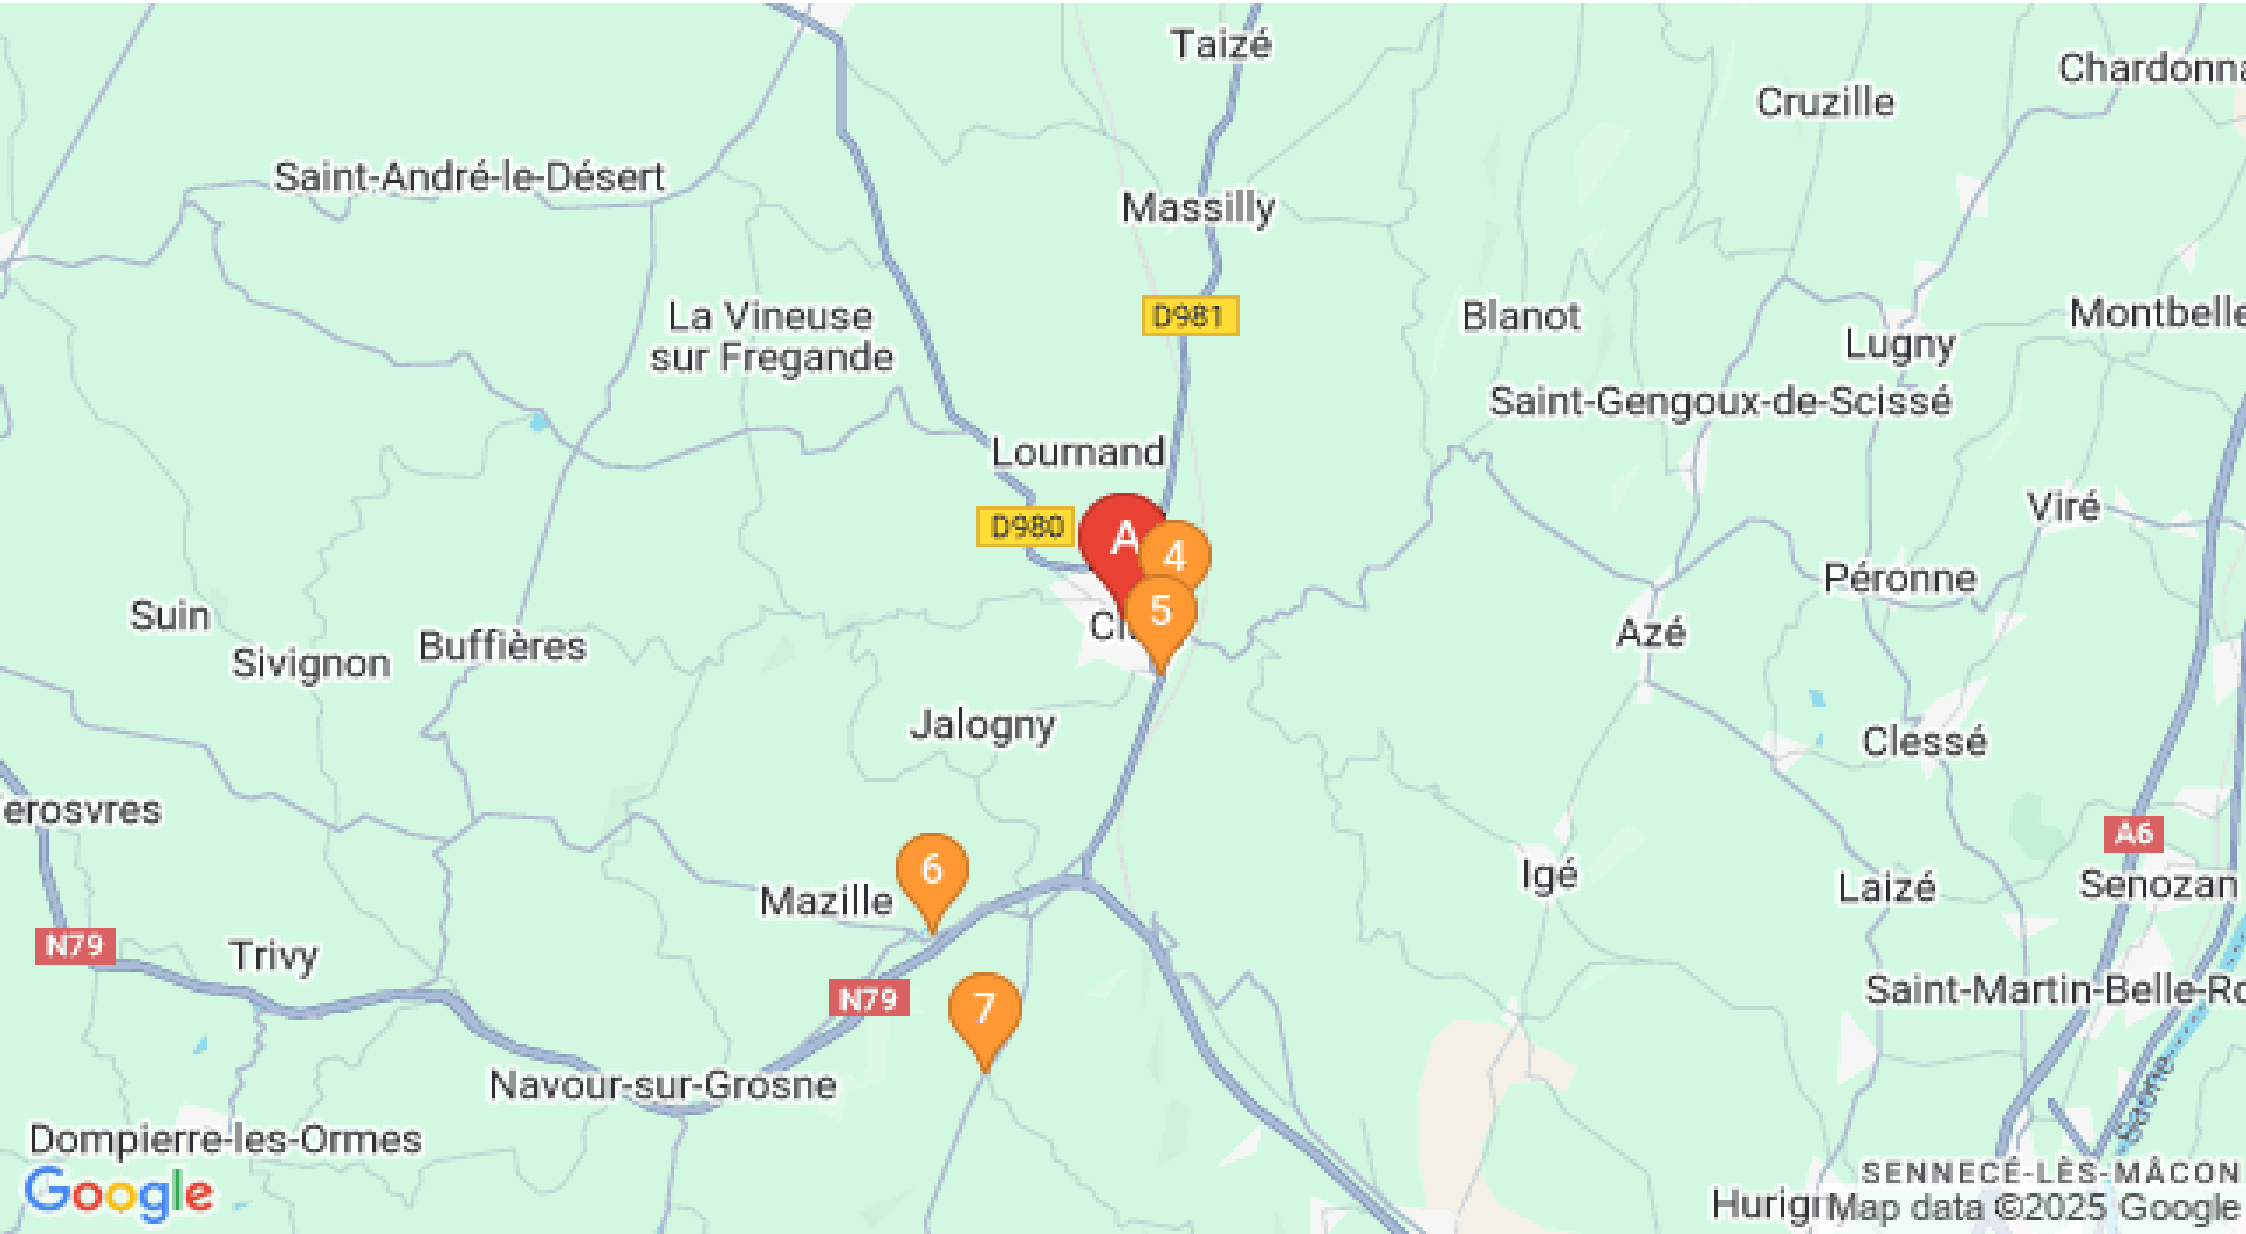 Taizé
Chardonna
Cruzille
Saint-André-le-Désert
Massilly
La Vineuse
sur Fregande
D981
Blanot
Montbelle
Lugny
Saint-Gengoux-de-Scissé
Lournand
Viré
D980
A
4
5
Péronne
Suin
Cl
Azé
Buffières
Sivignon
Jalogny
Clessé
erosvres
A6
6
Mazille
Igé
Laizé
Senozan
N79
Trivy
N79
7
Saint-Martin-Belle-Ro
Navour-sur-Grosne
Saône
Dompierre-les-Ormes
SENNECÉ-LÈS-MÂCON
Google
Hurign
Map data ©2025 Google